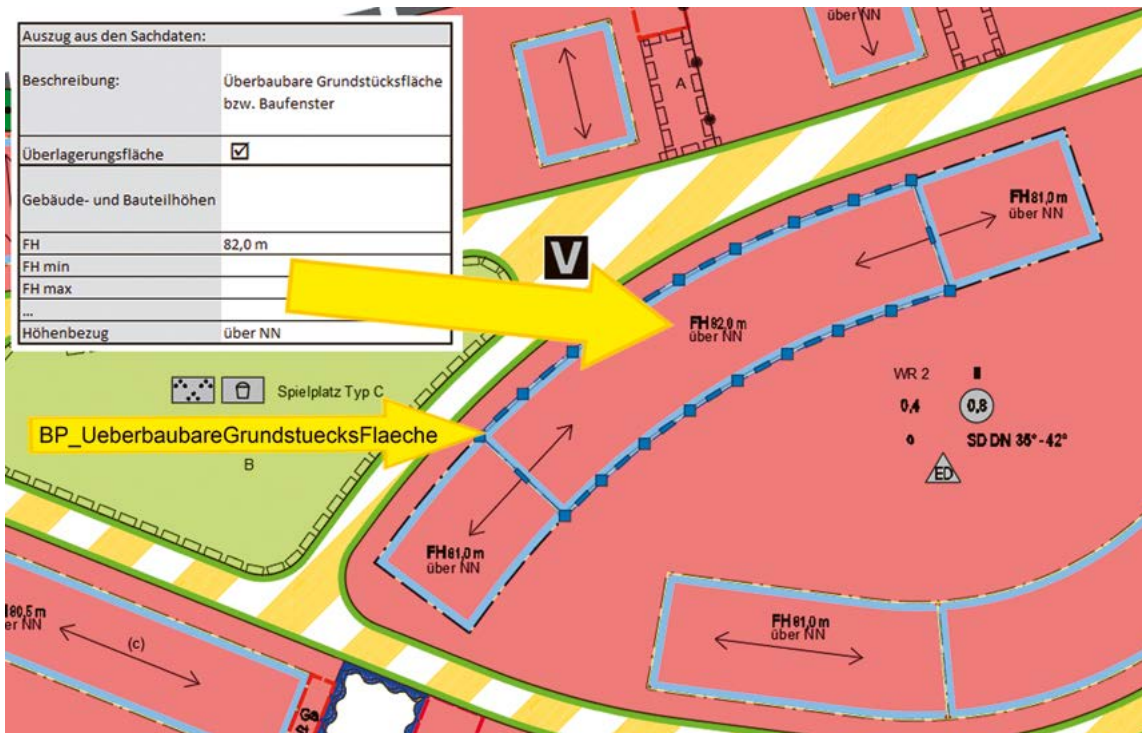 Auszug aus den Sachdaten:
Beschreibung: Überbaubare Grundstücksfläche
bzw. Baufenster
Überlagerungsfläche
Gebäude- und Bauteilhöhen
FH 82,0 m
FH min
FH max
...
Höhenbezug über NN
über NN
A
FH 81,0 m
über NN
V
FH 82,0 m
über NN
Spielplatz Typ C
WR 2 II
0,4 0,8
o SD DN 35°-42°
ED
BP_UeberbaubareGrundstuecksFlaeche
B
FH 81,0 m
über NN
80,5 m
er NN
(c)
FH 81,0 m
über NN
Ga
St